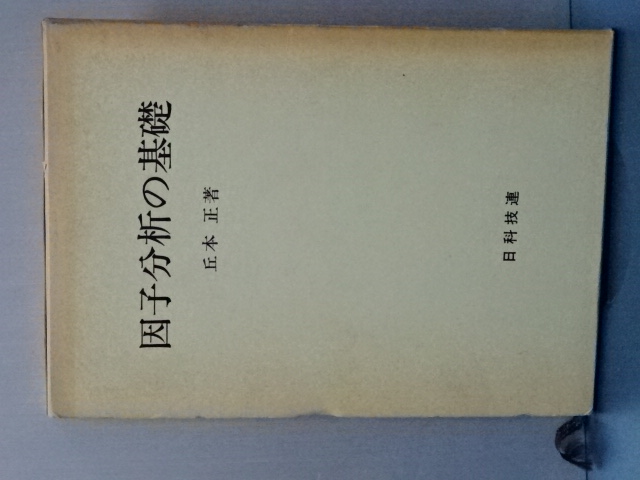 因子分析の基礎
丘本 正 著
日科技連